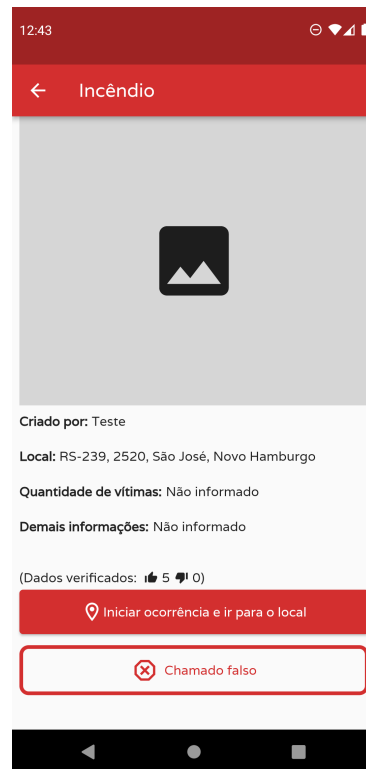 12:43
Incêndio
Criado por: Teste
Local: RS-239, 2520, São José, Novo Hamburgo
Quantidade de vítimas: Não informado
Demais informações: Não informado
(Dados verificados: 5 0)
Iniciar ocorrência e ir para o local
Chamado falso